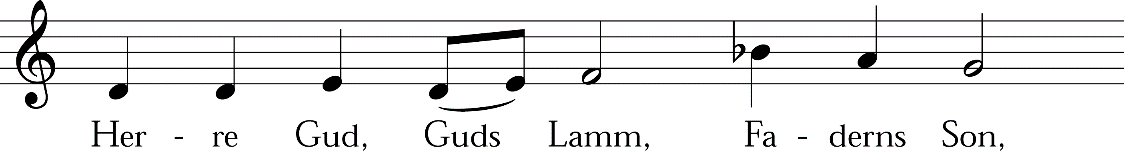 Her - re Gud, Guds Lamm, Fa - derns Son,